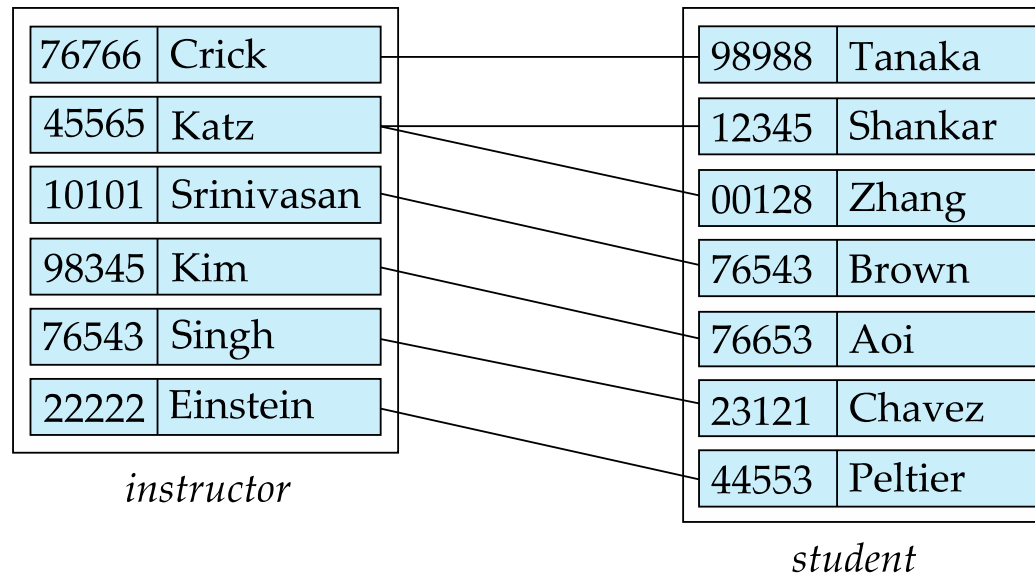 76766 Crick
45565 Katz
10101 Srinivasan
98345 Kim
76543 Singh
22222 Einstein
instructor
98988 Tanaka
12345 Shankar
00128 Zhang
76543 Brown
76653 Aoi
23121 Chavez
44553 Peltier
student